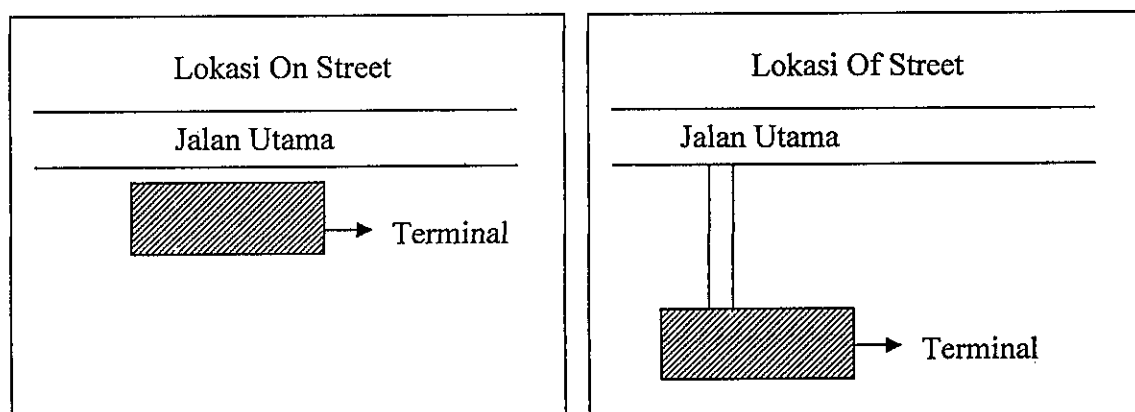 Lokasi On Street
Jalan Utama
Terminal
Lokasi Of Street
Jalan Utama
Terminal